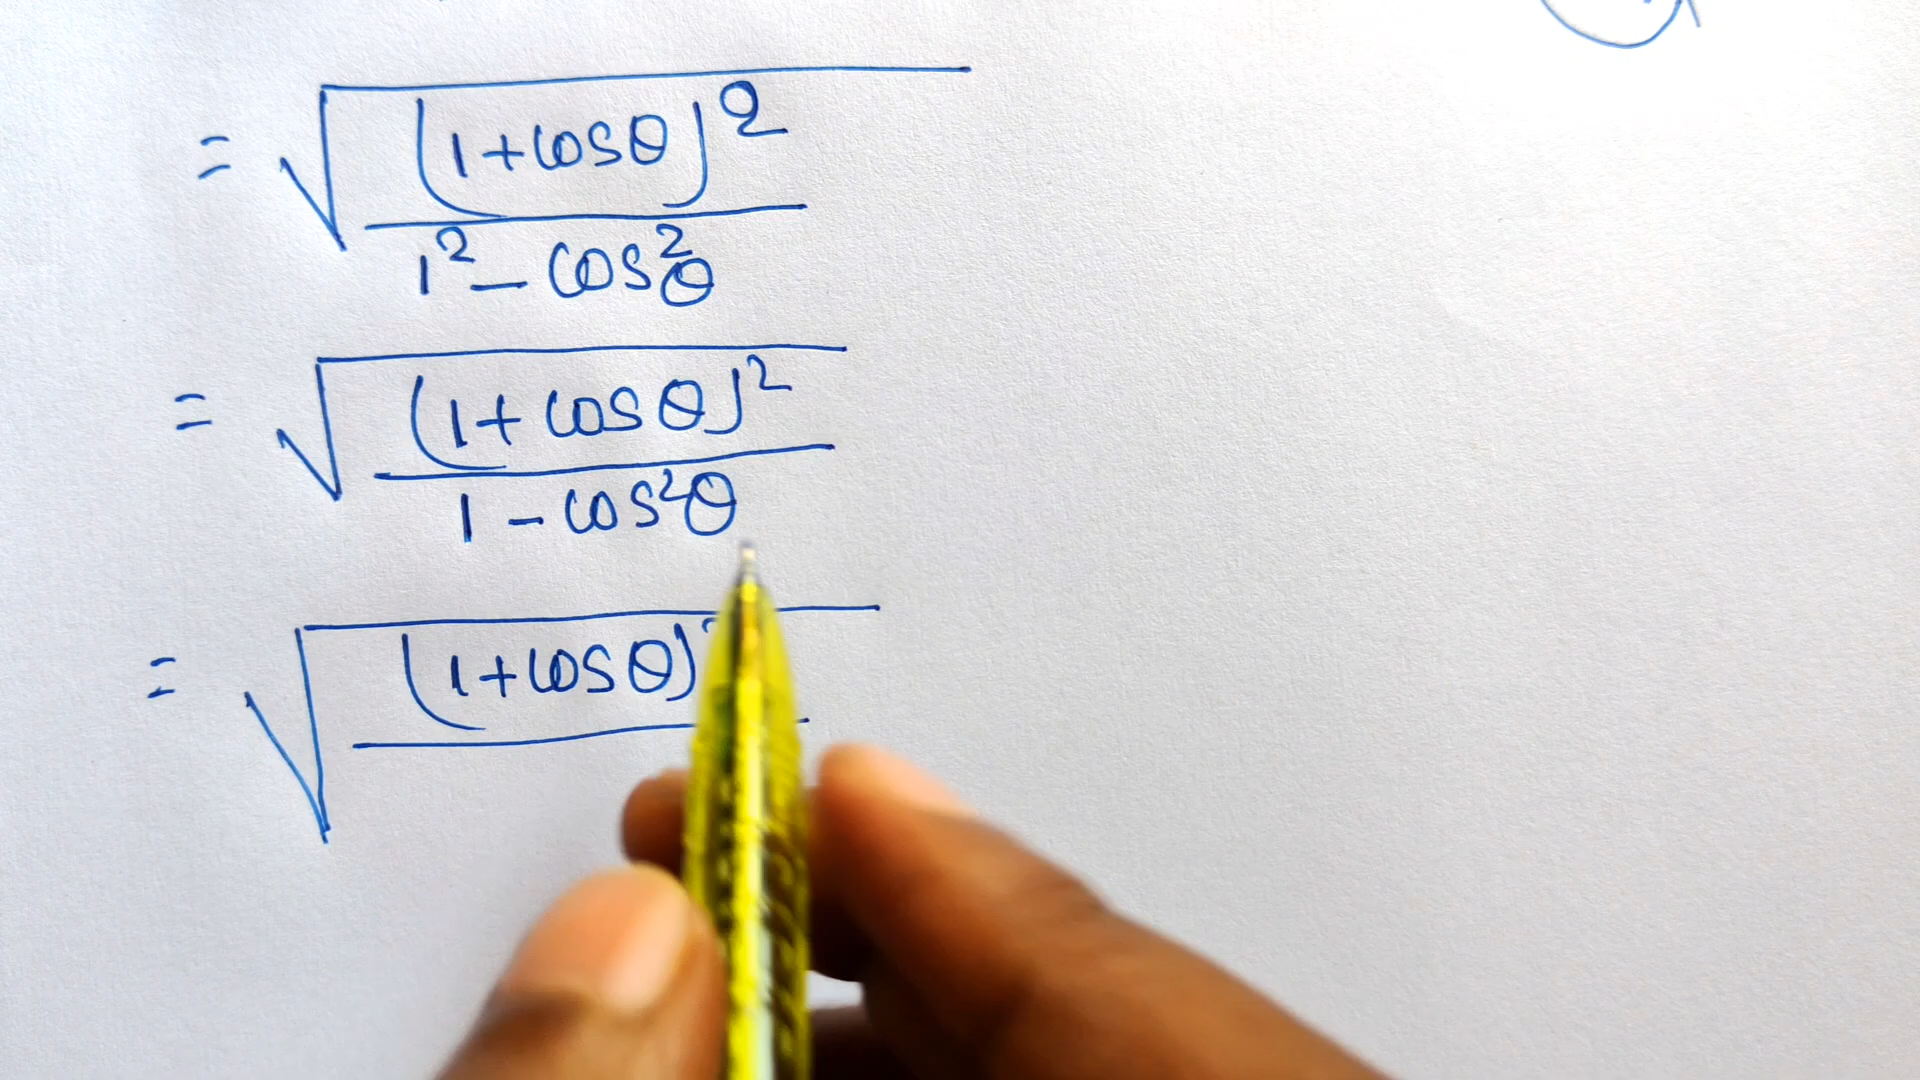 = √((1+cosθ)² / (1² - cos²θ))
= √((1+cosθ)² / (1 - cos²θ))
= √((1+cosθ)